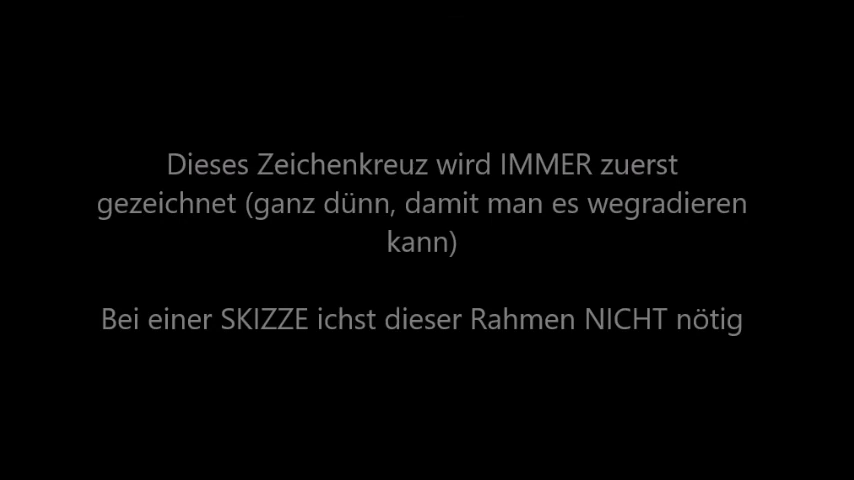 Dieses Zeichenkreuz wird IMMER zuerst
gezeichnet (ganz dünn, damit man es wegradieren
kann)
Bei einer SKIZZE ichst dieser Rahmen NICHT nötig